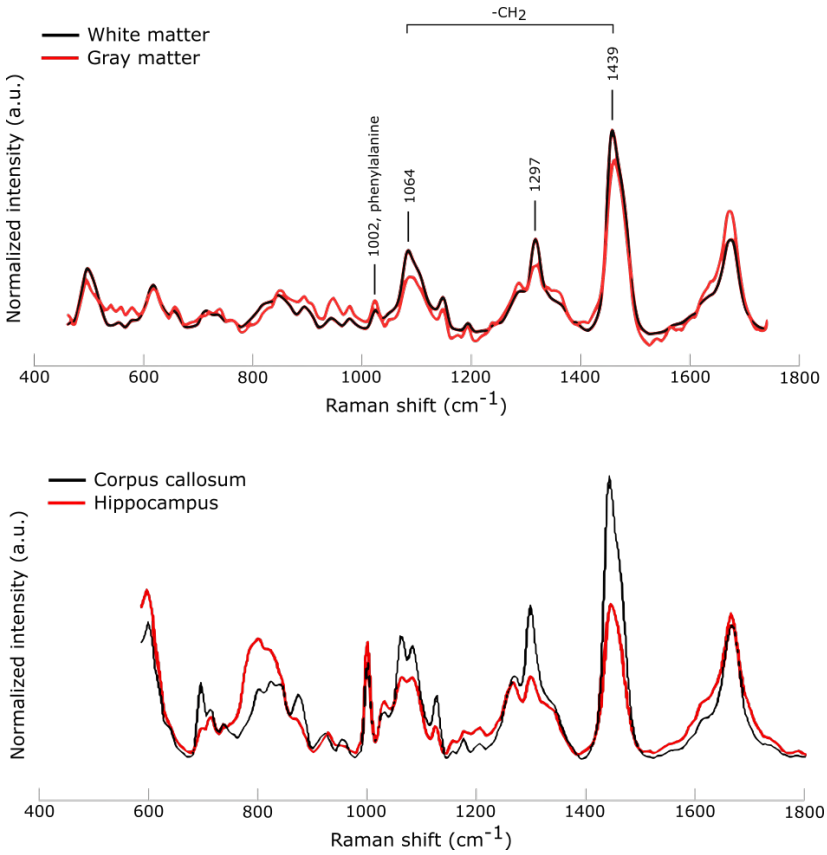 -CH2
White matter
Gray matter
1002, phenylalanine
1064
1297
1439
Normalized intensity (a.u.)
400 600 800 1000 1200 1400 1600 1800
Raman shift (cm-1)
Corpus callosum
Hippocampus
Normalized intensity (a.u.)
400 600 800 1000 1200 1400 1600 1800
Raman shift (cm-1)